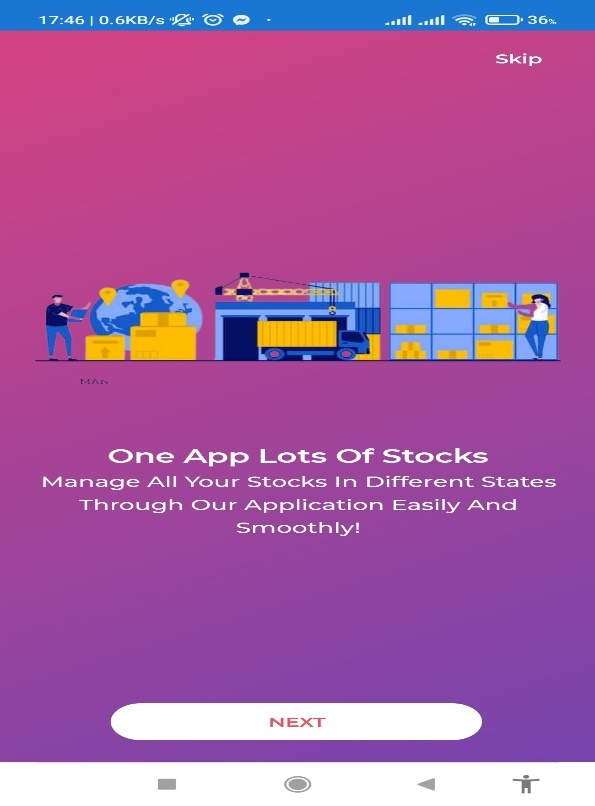 17:46 | 0.6KB/s
36%
Skip
One App Lots Of Stocks
Manage All Your Stocks In Different States
Through Our Application Easily And
Smoothly!
NEXT